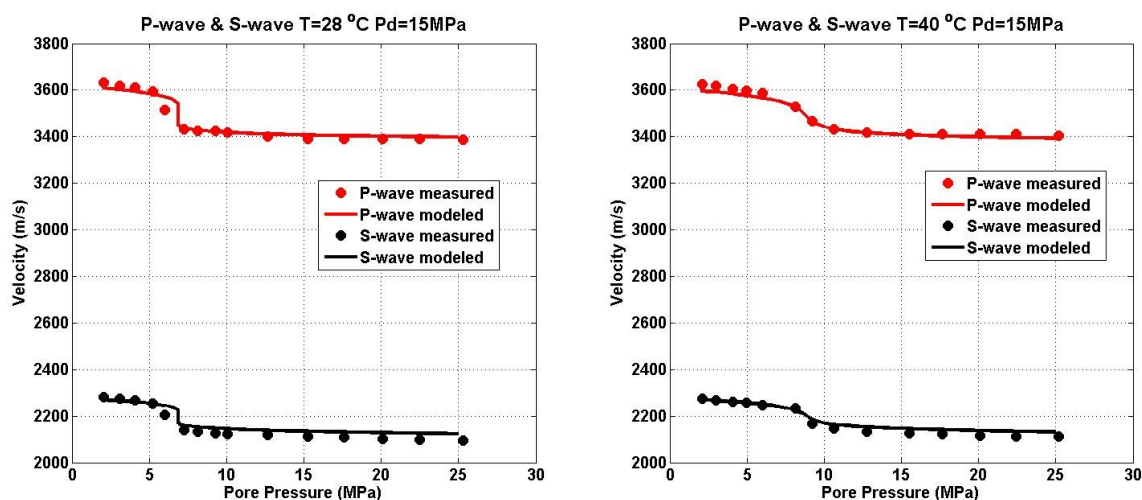 P-wave & S-wave T=28 °C Pd=15MPa
3800
3600
3400
3200
3000
2800
2600
2400
2200
2000
Velocity (m/s)
P-wave measured
P-wave modeled
S-wave measured
S-wave modeled
0 5 10 15 20 25 30
Pore Pressure (MPa)
P-wave & S-wave T=40 °C Pd=15MPa
3800
3600
3400
3200
3000
2800
2600
2400
2200
2000
Velocity (m/s)
P-wave measured
P-wave modeled
S-wave measured
S-wave modeled
0 5 10 15 20 25 30
Pore Pressure (MPa)